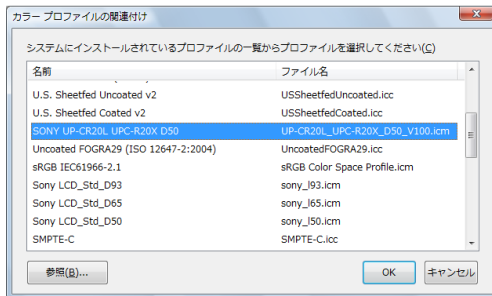 カラー プロファイルの関連付け
システムにインストールされているプロファイルの一覧からプロファイルを選択してください(C)
名前 ファイル名
U.S. Sheetfed Uncoated v2 USSheetfedUncoated.icc
U.S. Sheetfed Coated v2 USSheetfedCoated.icc
SONY UP-CR20L UPC-R20X D50 UP-CR20L_UPC-R20X_D50_V100.icm
Uncoated FOGRA29 (ISO 12647-2:2004) UncoatedFOGRA29.icc
sRGB IEC61966-2.1 sRGB Color Space Profile.icm
Sony LCD_Std_D93 sony_l93.icm
Sony LCD_Std_D65 sony_l65.icm
Sony LCD_Std_D50 sony_l50.icm
SMPTE-C SMPTE-C.icc
参照(B)... OK キャンセル